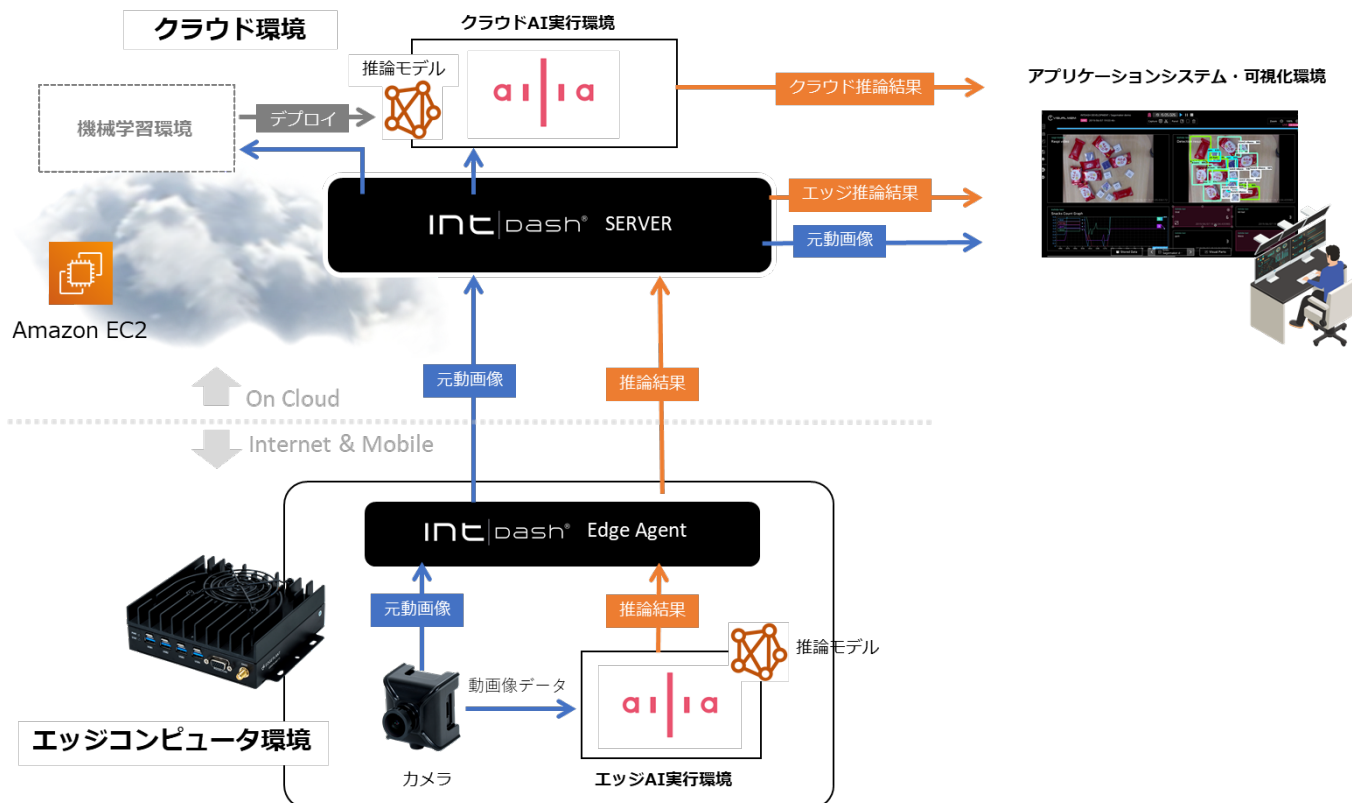 クラウド環境
クラウドAI実行環境
推論モデル
ailia
クラウド推論結果
アプリケーションシステム・可視化環境
機械学習環境
デプロイ
intDASH® SERVER
エッジ推論結果
元動画像
Amazon EC2
元動画像
推論結果
On Cloud
Internet & Mobile
intDASH® Edge Agent
元動画像
推論結果
推論モデル
動画像データ
ailia
エッジコンピュータ環境
カメラ
エッジAI実行環境